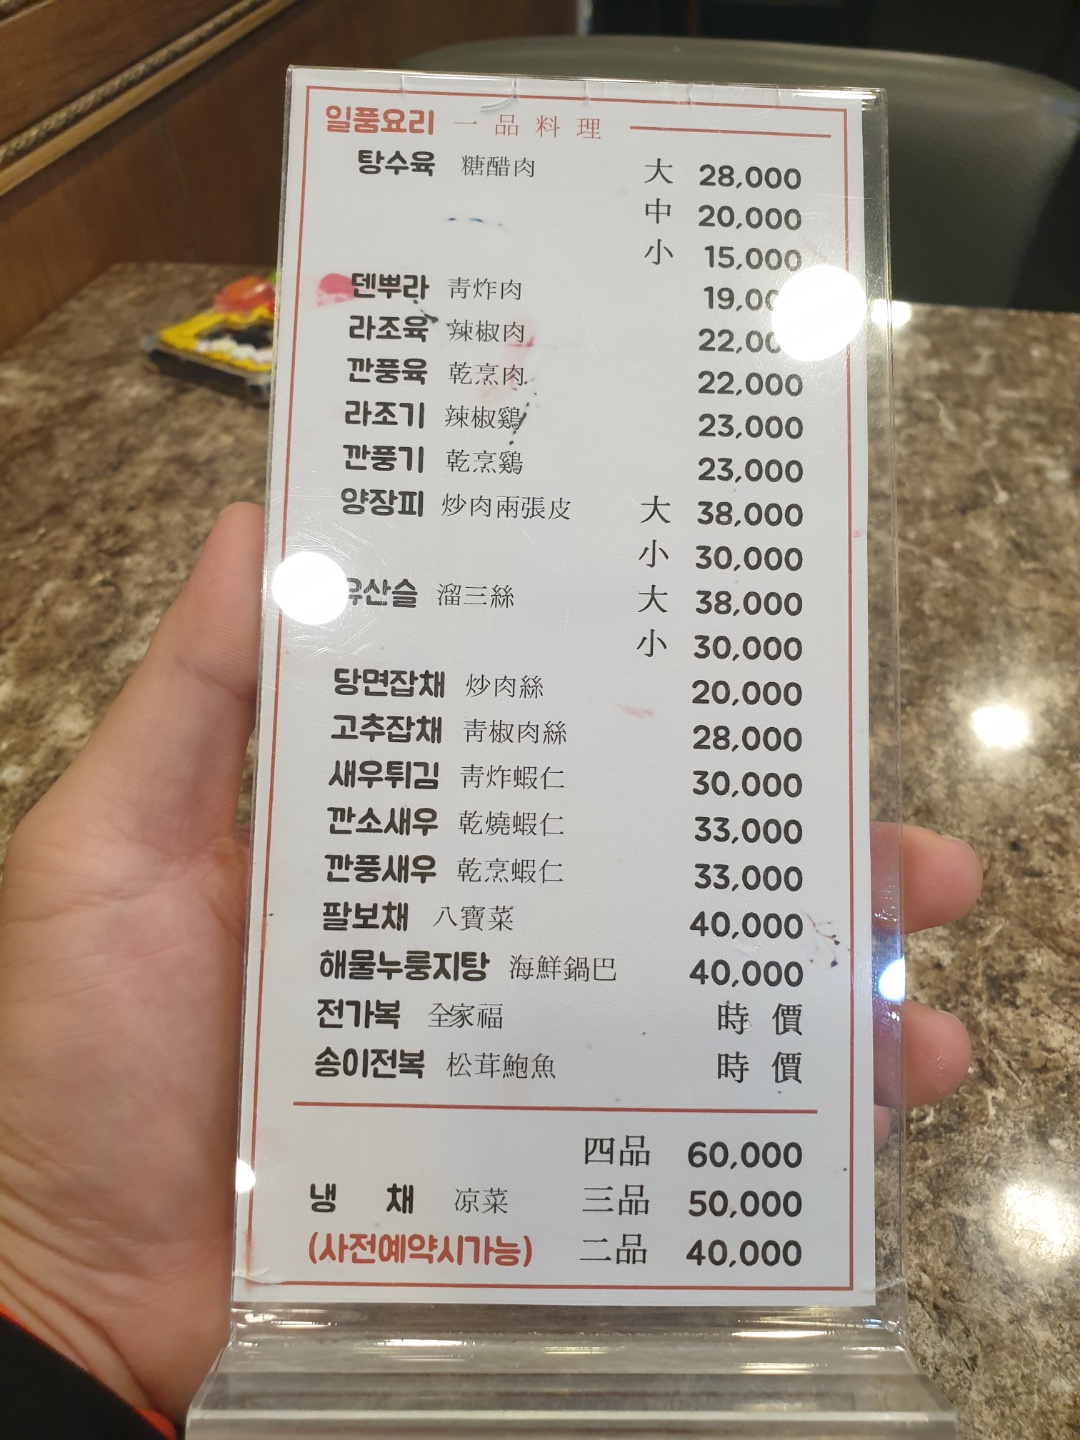 일품요리 一品料理
탕수육 糖醋肉 大 28,000
中 20,000
小 15,000
덴뿌라 靑炸肉
라조육 辣椒肉
깐풍육 乾烹肉 22,000
라조기 辣椒鷄 23,000
깐풍기 乾烹鷄 23,000
양장피 炒肉兩張皮 大 38,000
小 30,000
溜三絲 大 38,000
小 30,000
당면잡채 炒肉絲 20,000
고추잡채 靑椒肉絲 28,000
새우튀김 靑炸蝦仁 30,000
깐소새우 乾燒蝦仁 33,000
깐풍새우 乾烹蝦仁 33,000
팔보채 八寶菜 40,000
해물누룽지탕 海鮮鍋巴 40,000
전가복 全家福 時價
송이전복 松茸鮑魚 時價
四品 60,000
냉채 凉菜 三品 50,000
(사전예약시가능) 二品 40,000